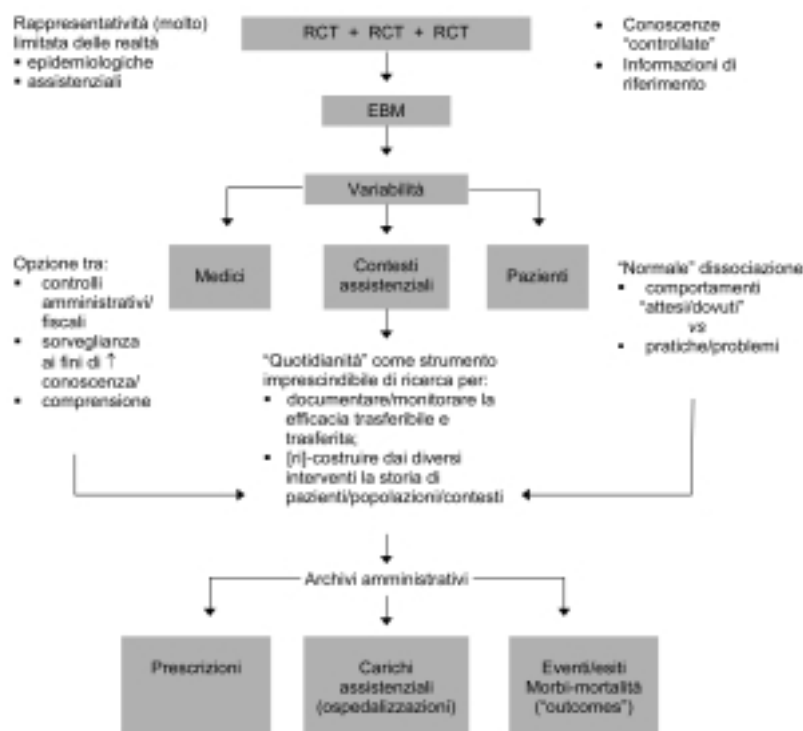 Rappresentatività (molto)
limitata delle realtà
▪ epidemiologiche
▪ assistenziali
RCT + RCT + RCT
• Conoscenze
"controllate"
• Informazioni di
riferimento
EBM
Variabilità
Medici
Contesti
assistenziali
Pazienti
Opzione tra:
▪ controlli
amministrativi/
fiscali
▪ sorveglianza
ai fini di ↑
conoscenza/
▪ comprensione
"Normale" dissociazione
▪ comportamenti
"attesi/dovuti"
vs
▪ pratiche/problemi
"Quotidianità" come strumento
imprescindibile di ricerca per:
▪ documentare/monitorare la
efficacia trasferibile e
trasferita;
▪ [ri]-costruire dai diversi
interventi la storia di
pazienti/popolazioni/contesti
Archivi amministrativi
Prescrizioni
Carichi
assistenziali
(ospedalizzazioni)
Eventi/esiti
Morbi-mortalità
("outcomes")